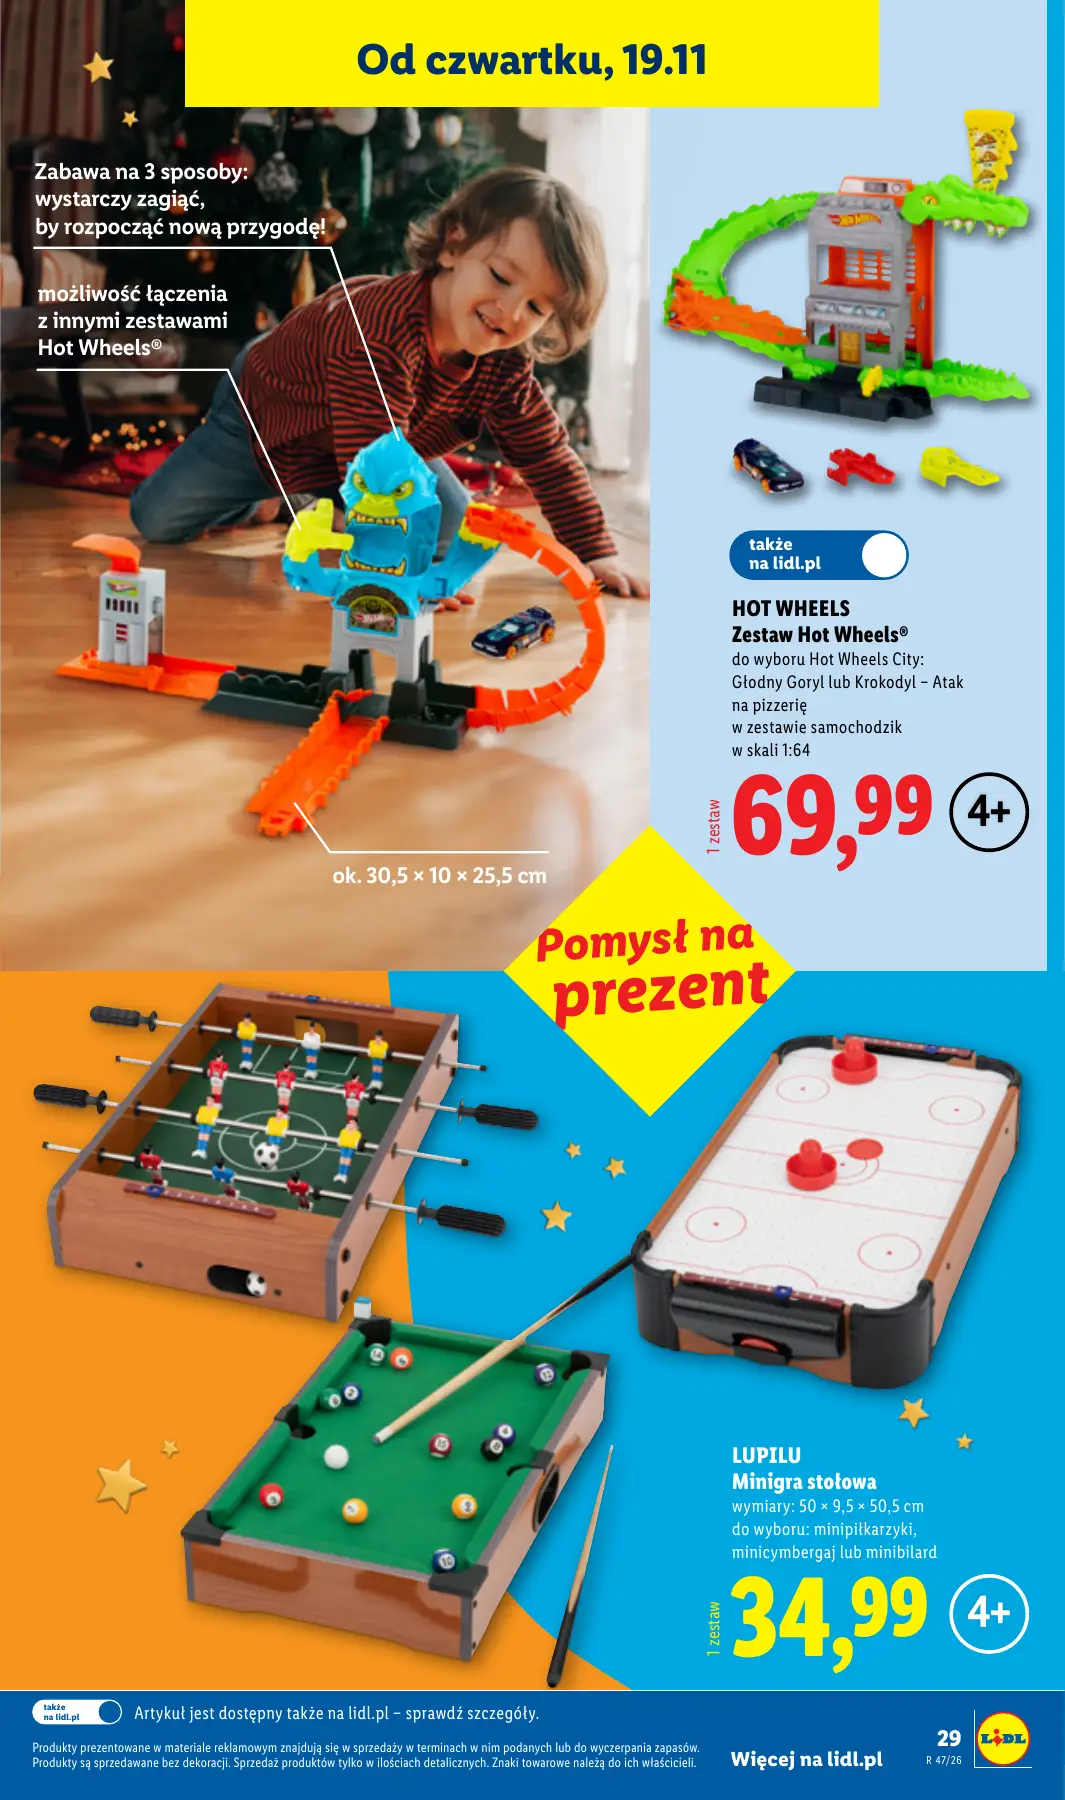 Od czwartku, 19.11
Zabawa na 3 sposoby:
wystarczy zagiąć,
by rozpocząć nową przygodę!
możliwość łączenia
z innymi zestawami
Hot Wheels®
ok. 30,5 × 10 × 25,5 cm
także
na lidl.pl
HOT WHEELS
Zestaw Hot Wheels®
do wyboru Hot Wheels City:
Głodny Goryl lub Krokodyl – Atak
na pizzerię
w zestawie samochodzik
w skali 1:64
1 zestaw
69,99
4+
Pomysł na
prezent
LUPILU
Minigra stołowa
wymiary: 50 × 9,5 × 50,5 cm
do wyboru: minipiłkarzyki,
minicymbergaj lub minibilard
1 zestaw
34,99
4+
także
na lidl.pl
Artykuł jest dostępny także na lidl.pl – sprawdź szczegóły.
Produkty prezentowane w materiale reklamowym znajdują się w sprzedaży w terminach w nim podanych lub do wyczerpania zapasów.
Produkty są sprzedawane bez dekoracji. Sprzedaż produktów tylko w ilościach detalicznych. Znaki towarowe należą do ich właścicieli.
Więcej na lidl.pl
29
R 47/26
LIDL